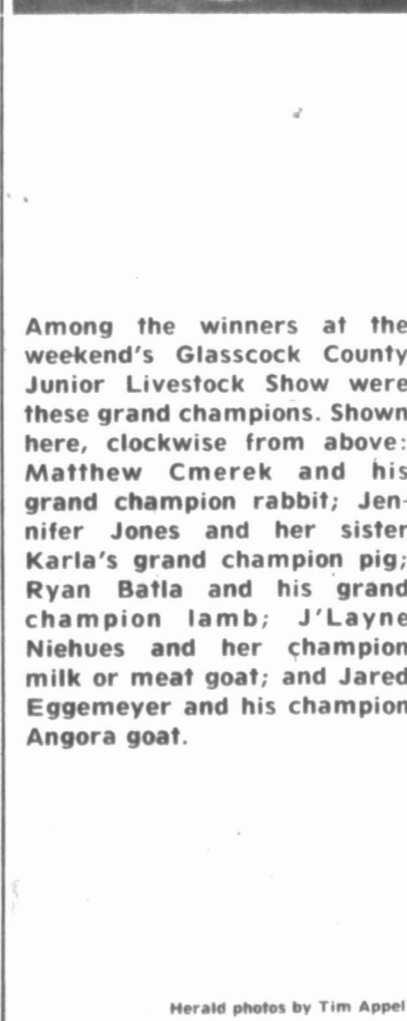 Among the winners at the
weekend's Glasscock County
Junior Livestock Show were
these grand champions. Shown
here, clockwise from above:
Matthew Cmerek and his
grand champion rabbit; Jen-
nifer Jones and her sister
Karla's grand champion pig;
Ryan Batla and his grand
champion lamb; J'Layne
Niehues and her champion
milk or meat goat; and Jared
Eggemeyer and his champion
Angora goat.
Herald photos by Tim Appel